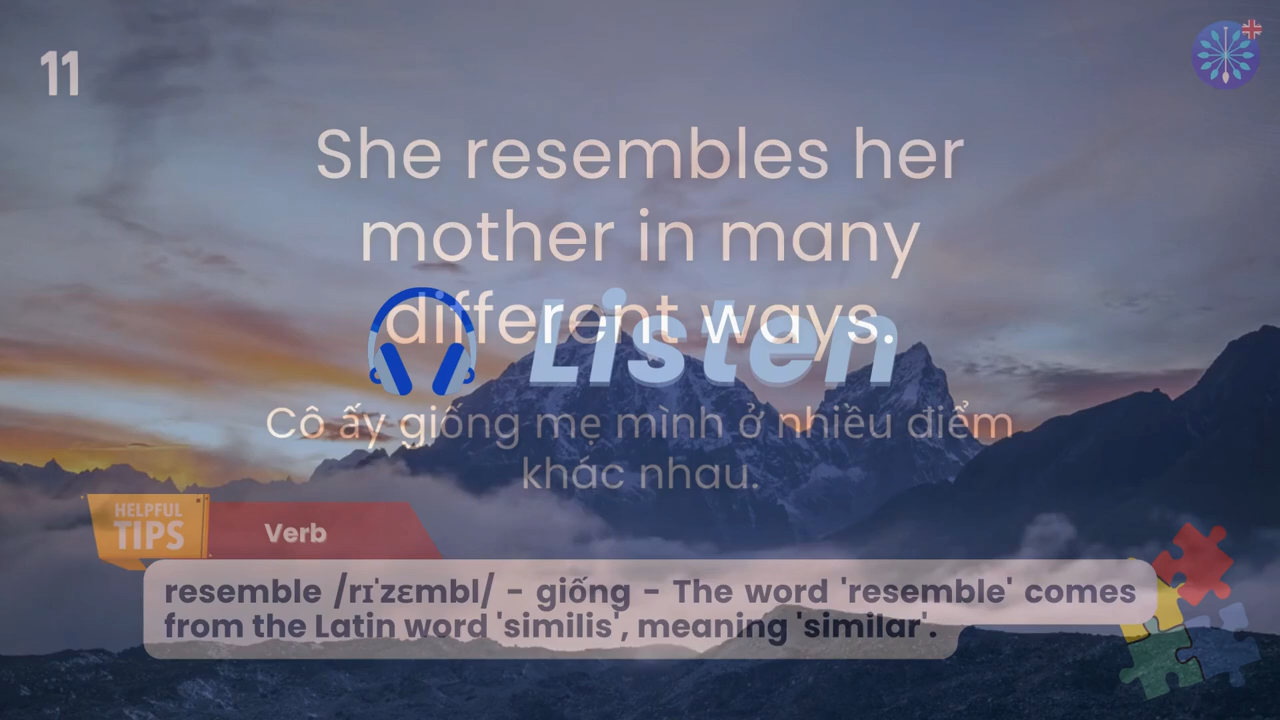 11
She resembles her
mother in many
different ways.
Listen
Cô ấy giống mẹ mình ở nhiều điểm
khác nhau.
HELPFUL
TIPS
Verb
resemble /rɪˈzɛmbl/ - giống - The word 'resemble' comes
from the Latin word 'similis', meaning 'similar'.